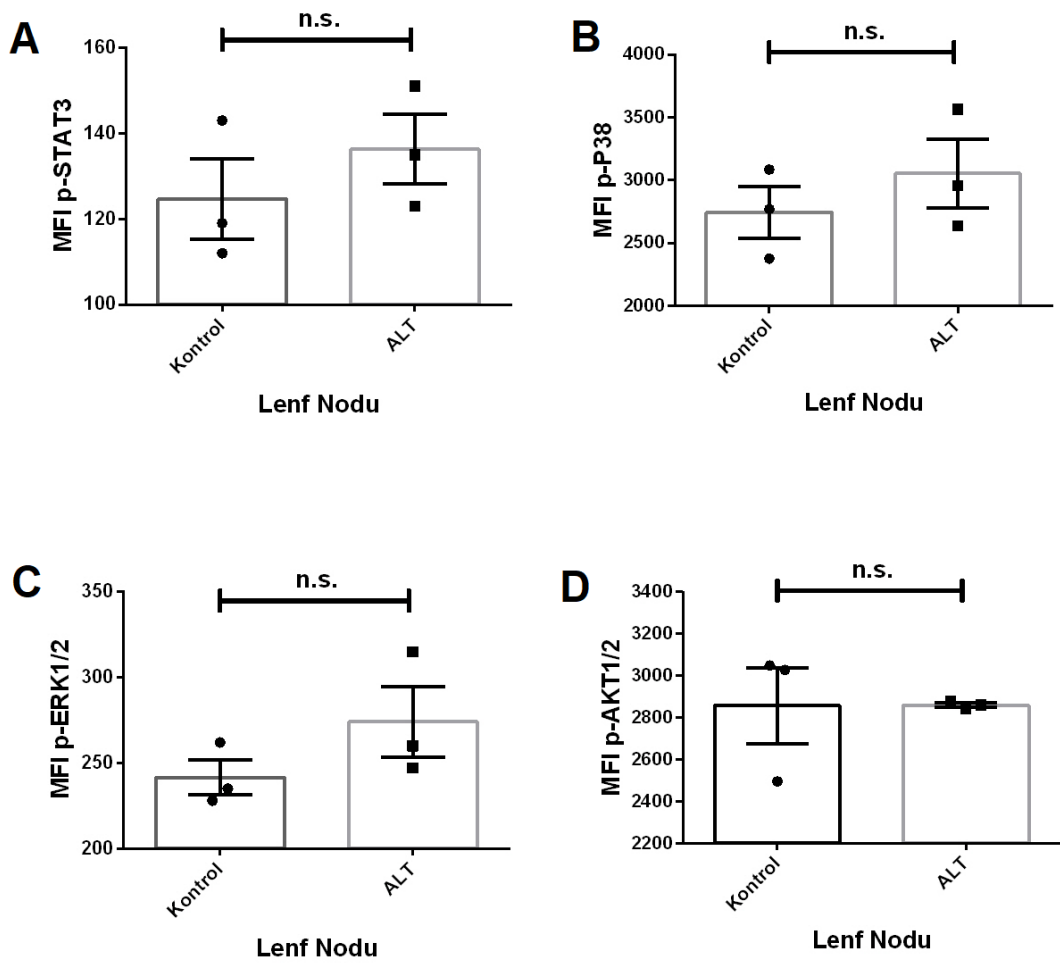 A
n.s.
MFI p-STAT3
160
140
120
100
Kontrol
ALT
Lenf Nodu
B
n.s.
MFI p-P38
4000
3500
3000
2500
2000
Kontrol
ALT
Lenf Nodu
C
n.s.
MFI p-ERK1/2
350
300
250
200
Kontrol
ALT
Lenf Nodu
D
n.s.
MFI p-AKT1/2
3400
3200
3000
2800
2600
2400
2200
Kontrol
ALT
Lenf Nodu